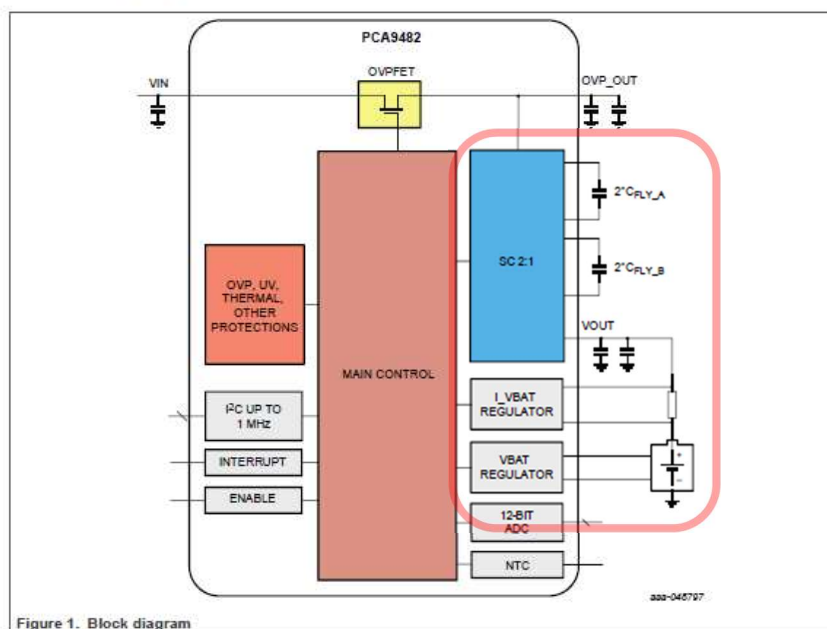 PCA9482
OVPFET
VIN
OVP_OUT
2*CFLY_A
SC 2:1
2*CFLY_B
OVP, UV,
THERMAL,
OTHER
PROTECTIONS
VOUT
MAIN CONTROL
I_VBAT
REGULATOR
I²C UP TO
1 MHz
INTERRUPT
VBAT
REGULATOR
+
−
ENABLE
12-BIT
ADC
NTC
aaa-046797
Figure 1. Block diagram